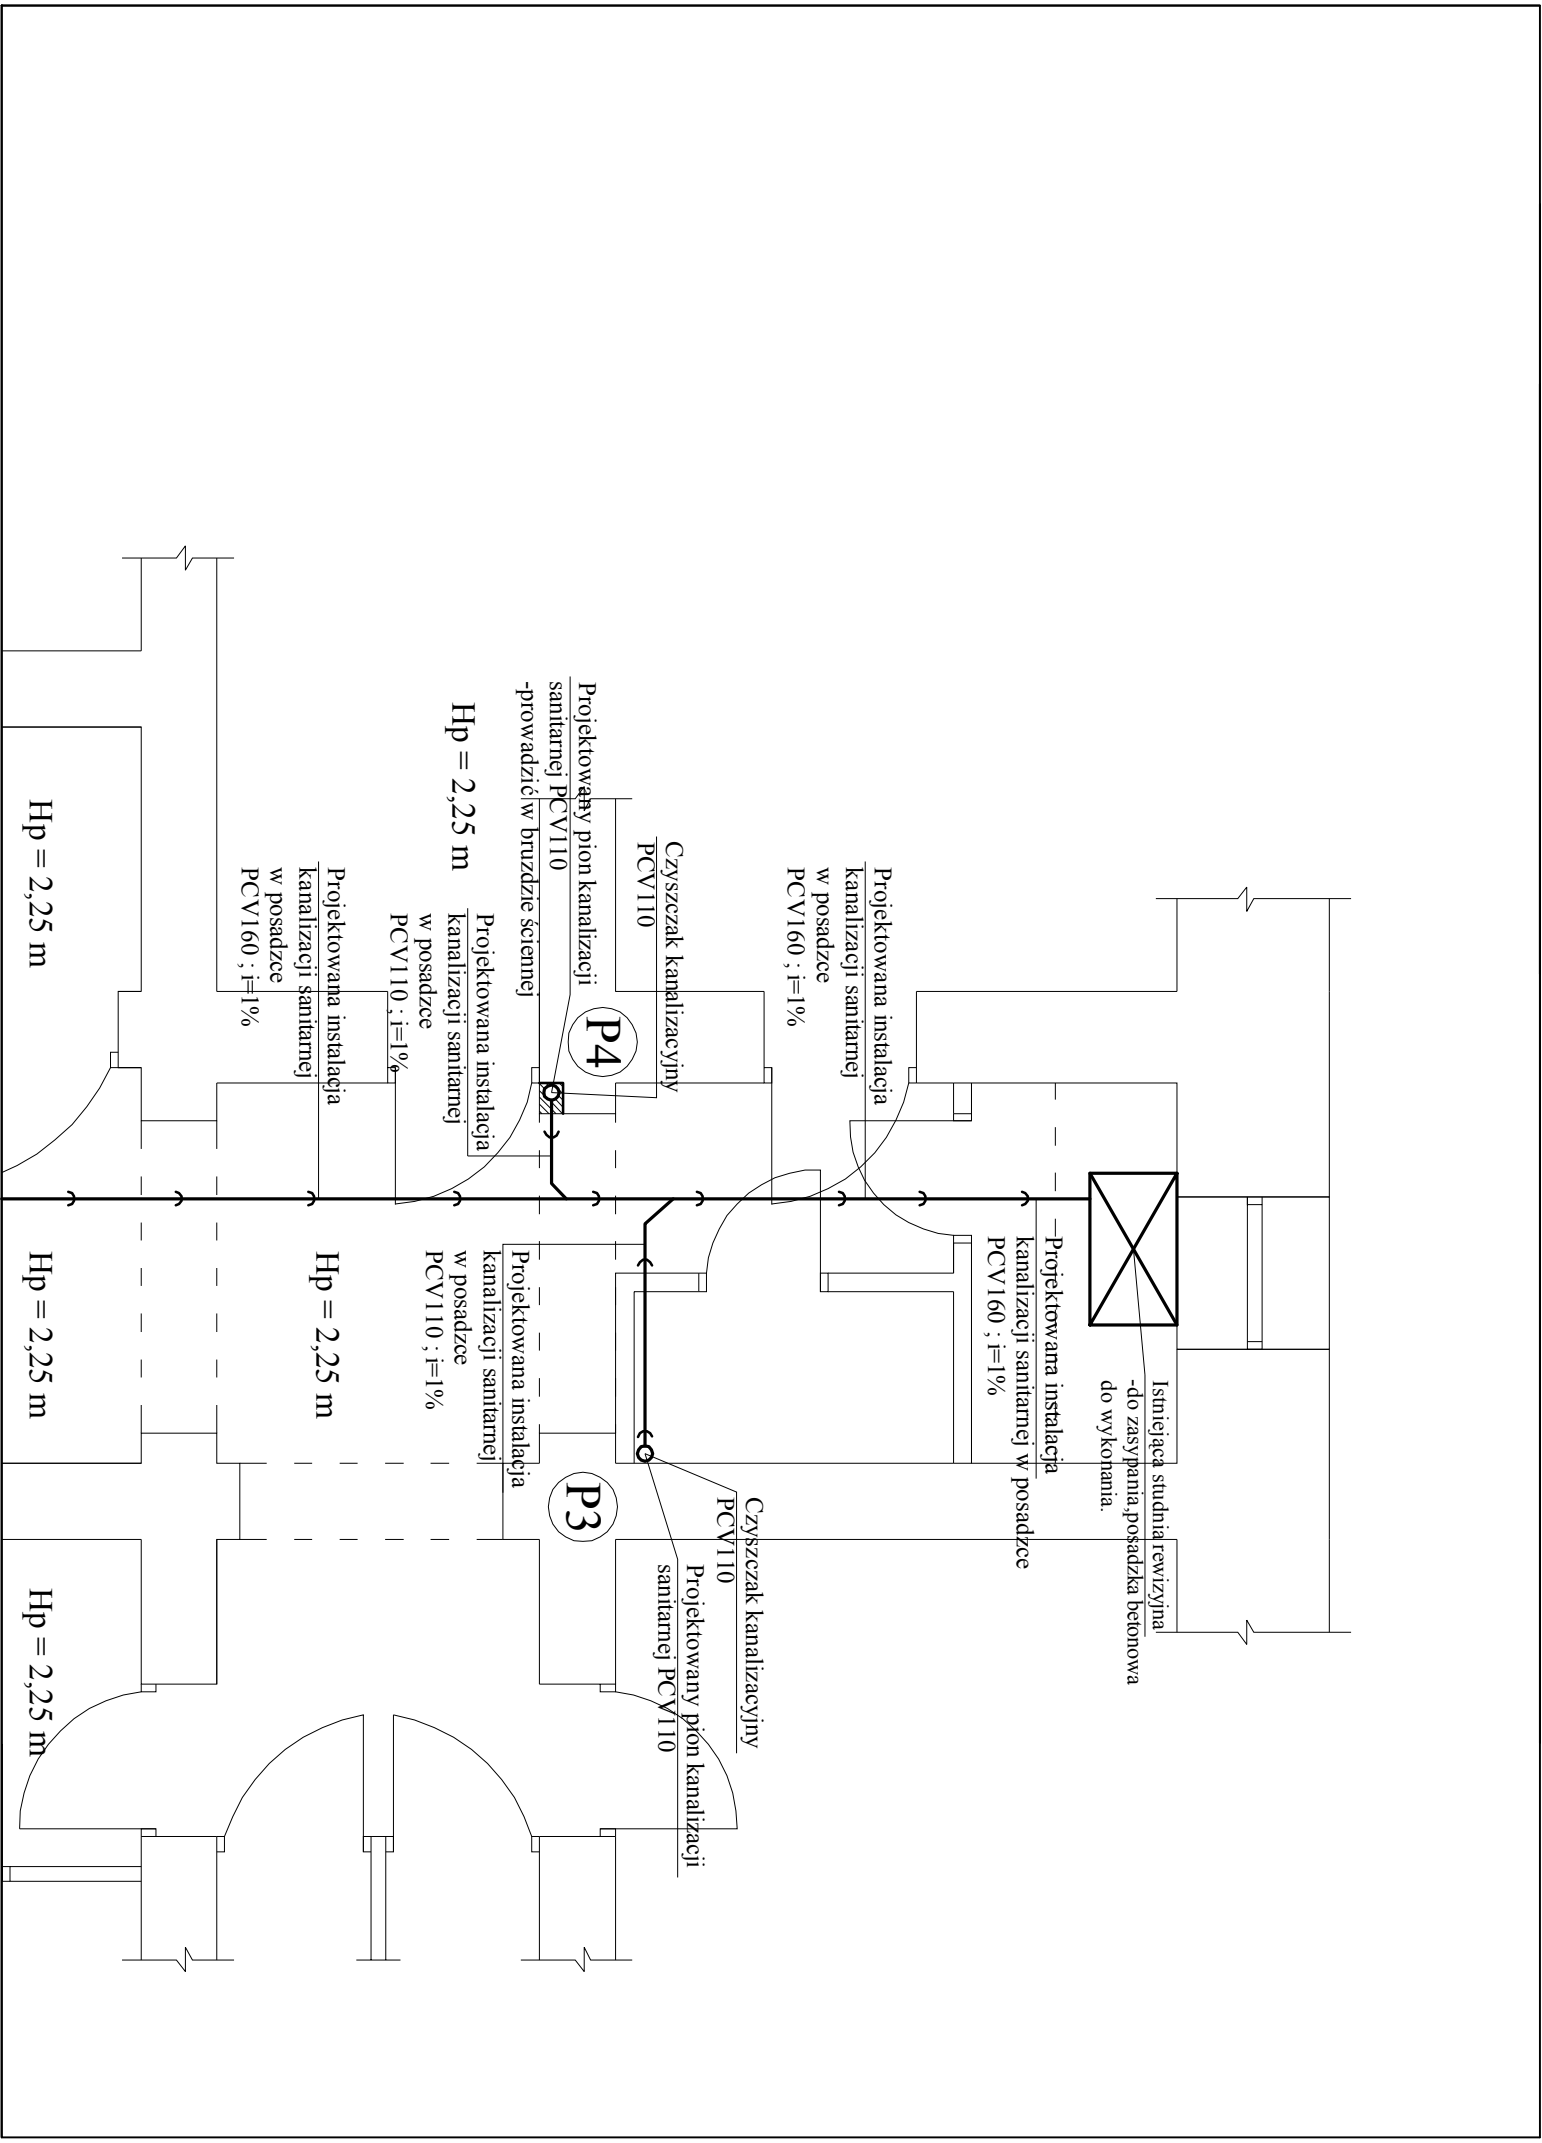 Istniejąca studnia rewizyjna
-do zasypania,posadzka betonowa
do wykonania.
Projektowana instalacja
kanalizacji sanitarnej w posadzce
PCV160 ; i=1%
Projektowana instalacja
kanalizacji sanitarnej
w posadzce
PCV160 ; i=1%
Czyszczak kanalizacyjny
PCV110
Czyszczak kanalizacyjny
PCV110
Projektowany pion kanalizacji
sanitarnej PCV110
P4
P3
Projektowany pion kanalizacji
sanitarnej PCV110
-prowadzić w bruzdzie ściennej
Projektowana instalacja
kanalizacji sanitarnej
w posadzce
PCV110 ; i=1%
Projektowana instalacja
kanalizacji sanitarnej
w posadzce
PCV110 ; i=1%
Hp = 2,25 m
Projektowana instalacja
kanalizacji sanitarnej
w posadzce
PCV160 ; i=1%
Hp = 2,25 m
Hp = 2,25 m
Hp = 2,25 m
Hp = 2,25 m